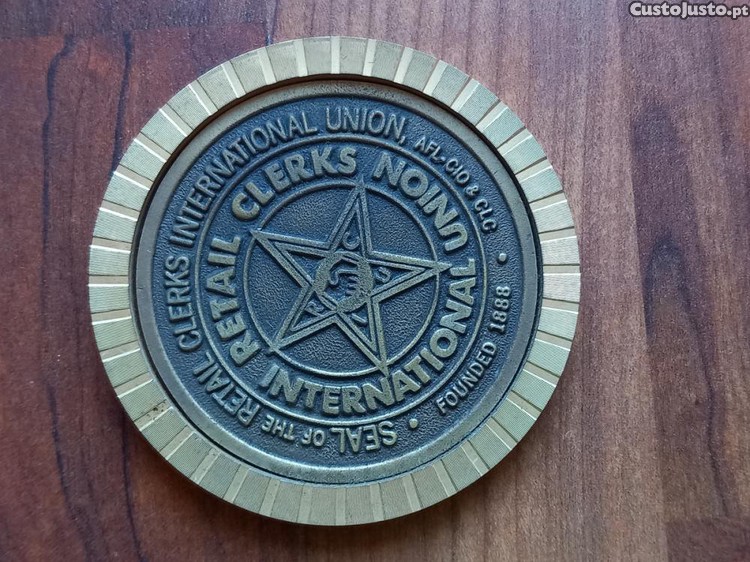 CustoJusto.pt
SEAL OF THE RETAIL CLERKS INTERNATIONAL UNION, AFL-CIO & CLC
• FOUNDED 1888 •
RETAIL CLERKS UNION
INTERNATIONAL